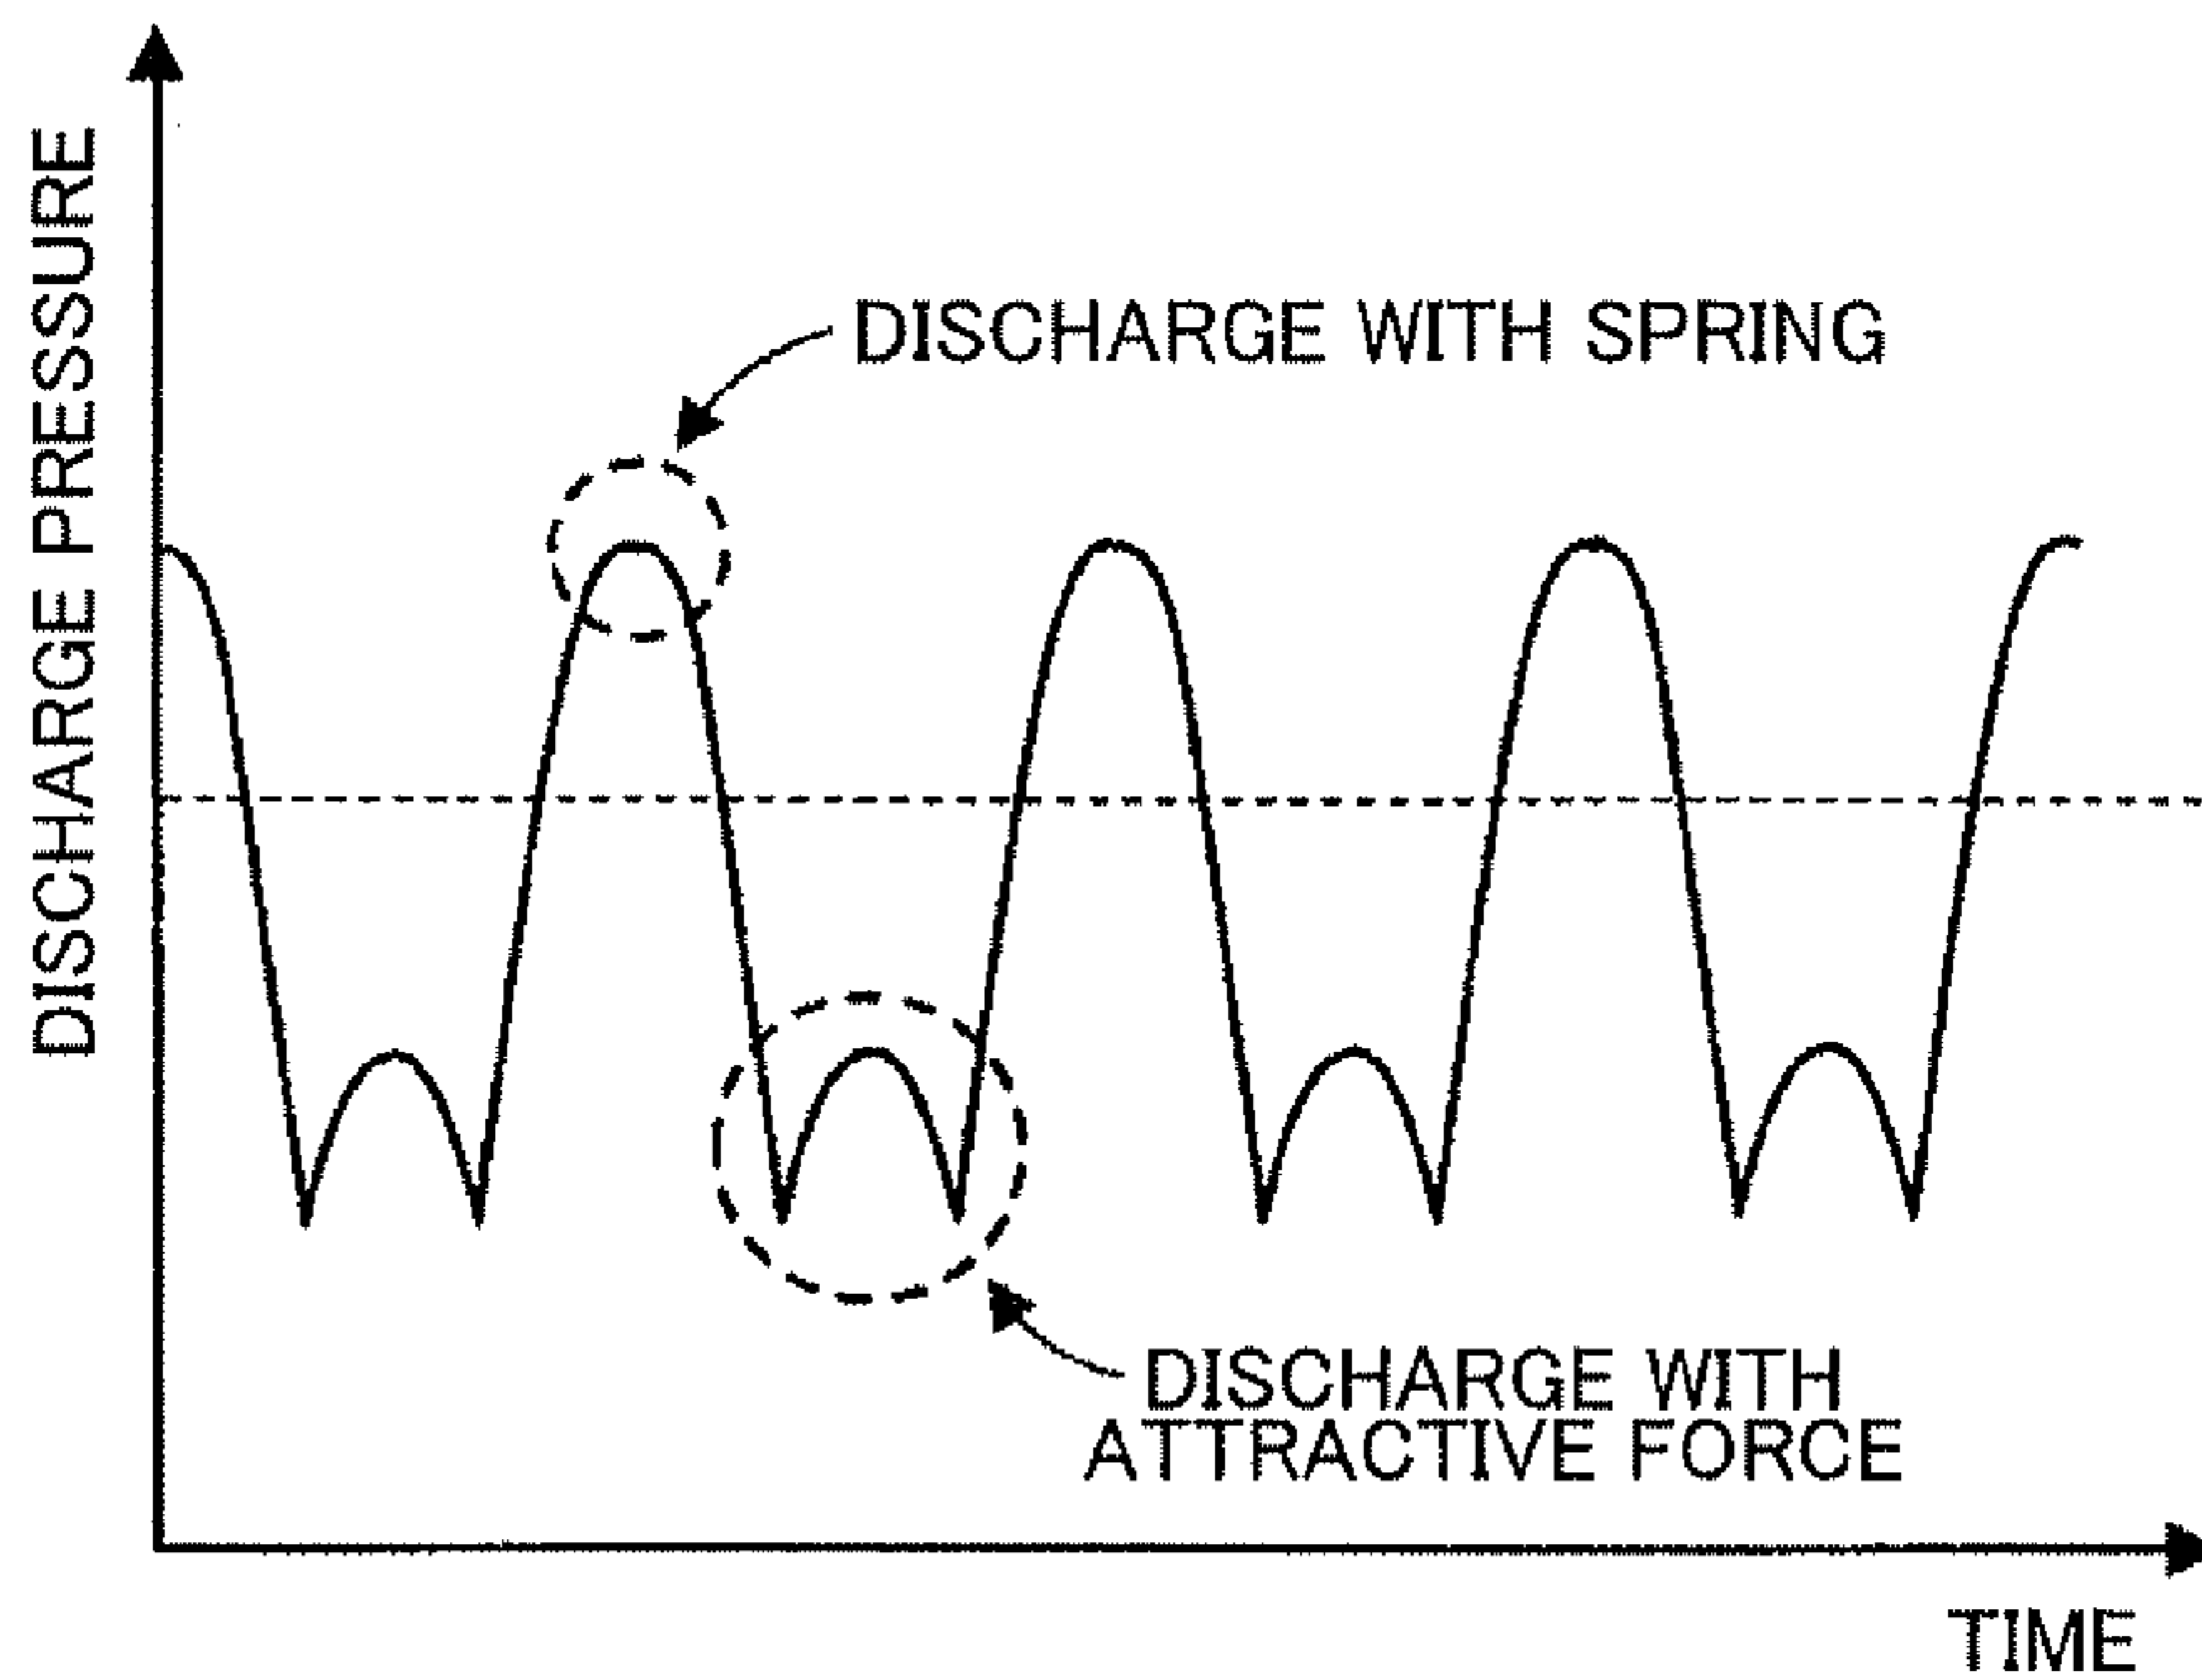 DISCHARGE PRESSURE
DISCHARGE WITH SPRING
DISCHARGE WITH
ATTRACTIVE FORCE
TIME